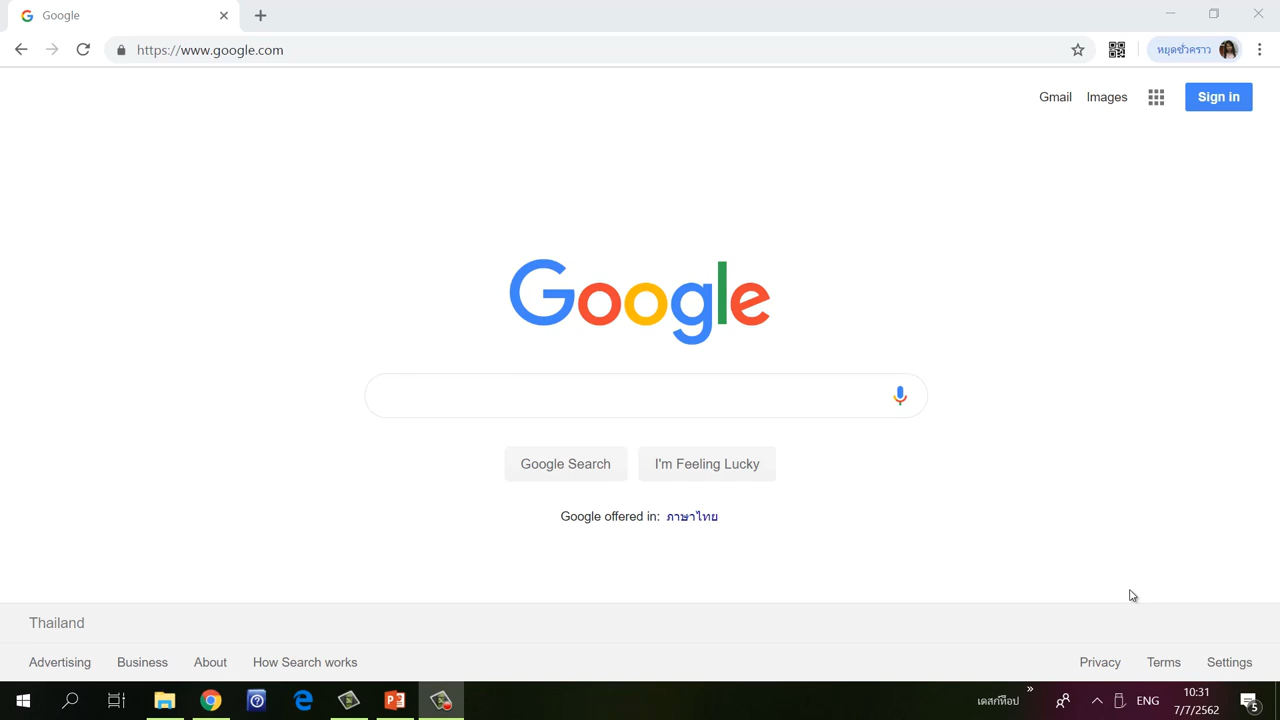 Google
https://www.google.com
หยุดชั่วคราว
Gmail Images Sign in
Google
Google Search I'm Feeling Lucky
Google offered in: ภาษาไทย
Thailand
Advertising Business About How Search works Privacy Terms Settings
เดสก์ท็อป » ENG 10:31
7/7/2562 5